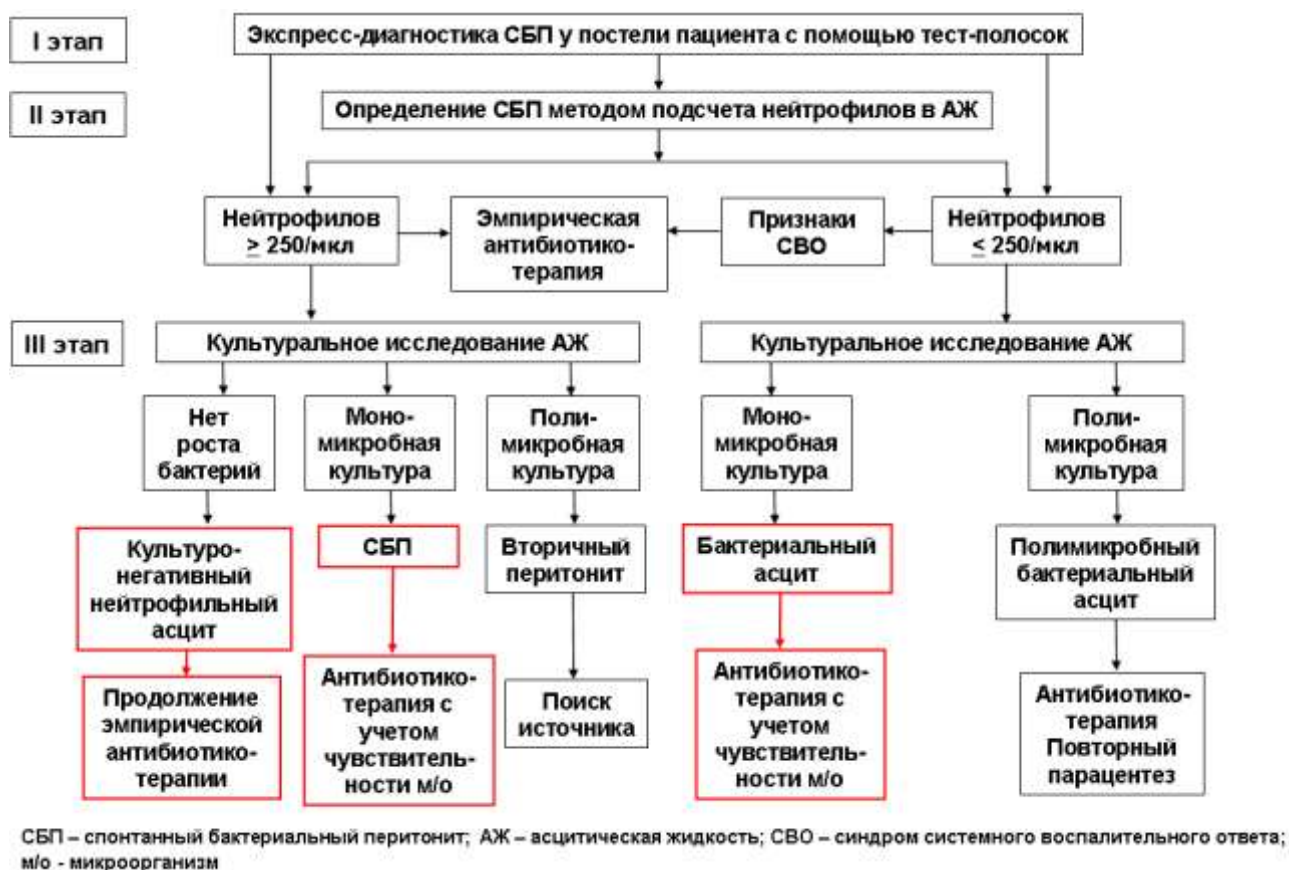 I этап
Экспресс-диагностика СБП у постели пациента с помощью тест-полосок
II этап
Определение СБП методом подсчета нейтрофилов в АЖ
Нейтрофилов
≥ 250/мкл
Эмпирическая
антибиотико-
терапия
Признаки
СВО
Нейтрофилов
≤ 250/мкл
III этап
Культуральное исследование АЖ
Культуральное исследование АЖ
Нет
роста
бактерий
Моно-
микробная
культура
Поли-
микробная
культура
Моно-
микробная
культура
Поли-
микробная
культура
Культуро-
негативный
нейтрофильный
асцит
СБП
Вторичный
перитонит
Бактериальный
асцит
Полимикробный
бактериальный
асцит
Продолжение
эмпирической
антибиотико-
терапии
Антибиотико-
терапия с
учетом
чувствитель-
ности м/о
Поиск
источника
Антибиотико-
терапия с
учетом
чувствитель-
ности м/о
Антибиотико-
терапия
Повторный
парацентез
СБП – спонтанный бактериальный перитонит; АЖ – асцитическая жидкость; СВО – синдром системного воспалительного ответа;
м/о - микроорганизм